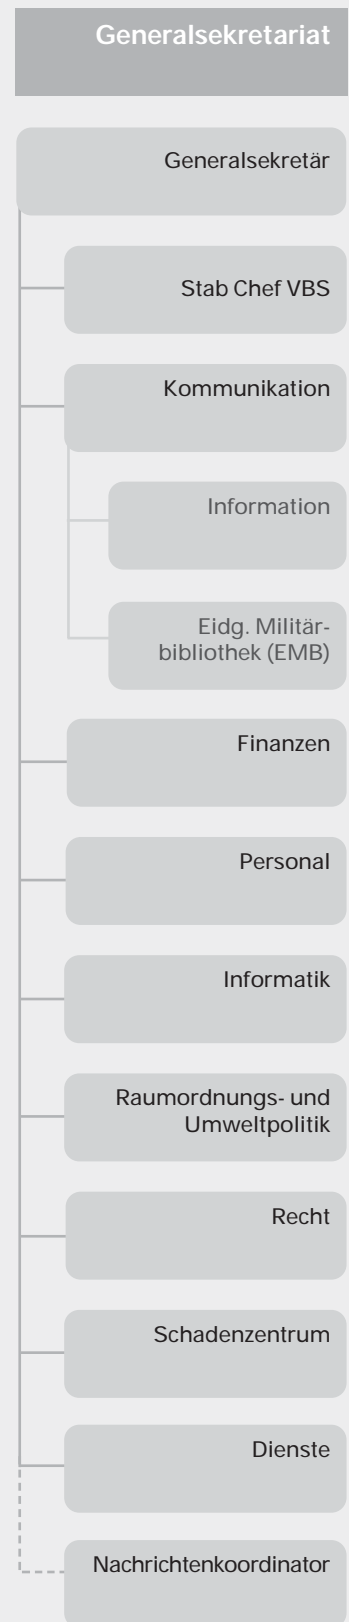 Generalsekretariat
Generalsekretär
Stab Chef VBS
Kommunikation
Information
Eidg. Militär-
bibliothek (EMB)
Finanzen
Personal
Informatik
Raumordnungs- und
Umweltpolitik
Recht
Schadenzentrum
Dienste
Nachrichtenkoordinator